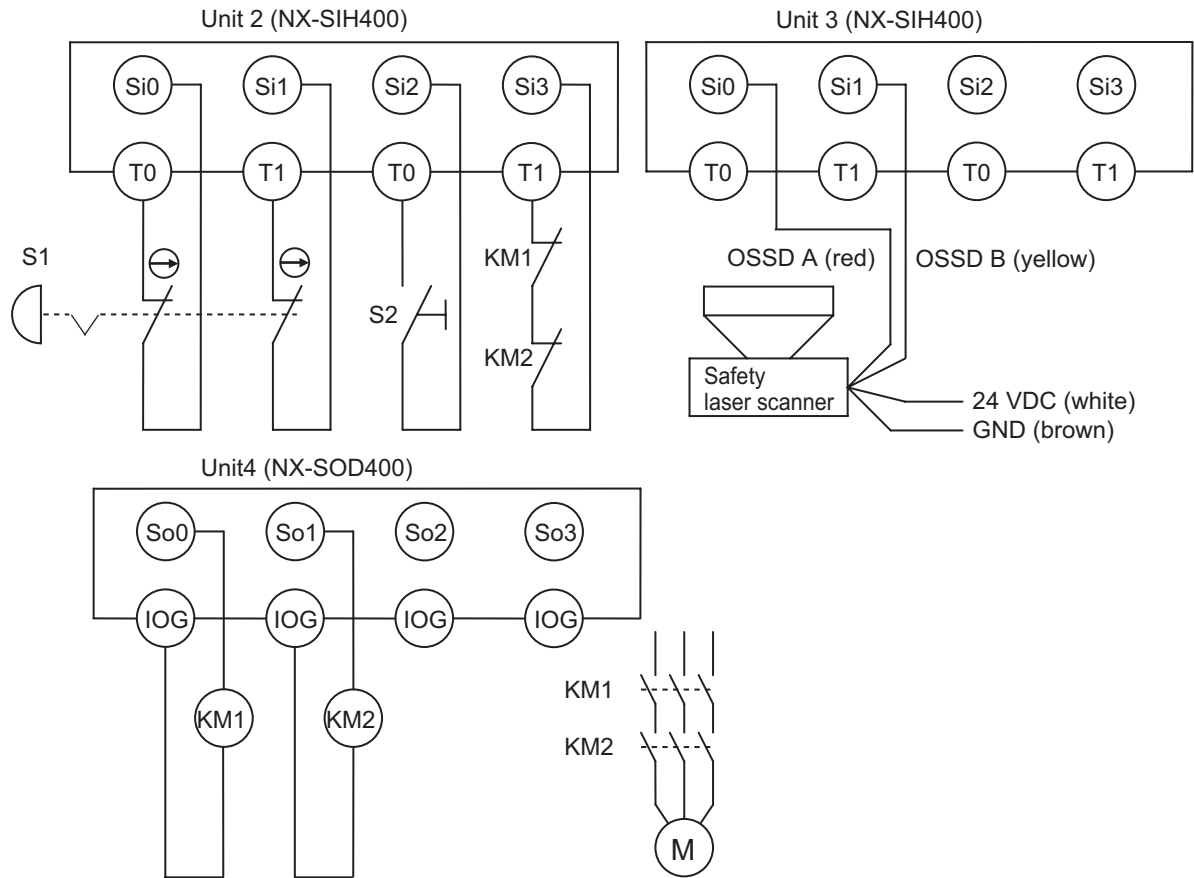 Unit 2 (NX-SIH400)
Unit 3 (NX-SIH400)
Si0 Si1 Si2 Si3
Si0 Si1 Si2 Si3
T0 T1 T0 T1
T0 T1 T0 T1
S1
S2
KM1
KM2
OSSD A (red)
OSSD B (yellow)
Safety
laser scanner
24 VDC (white)
GND (brown)
Unit4 (NX-SOD400)
So0 So1 So2 So3
IOG IOG IOG IOG
KM1 KM2
KM1
KM2
M